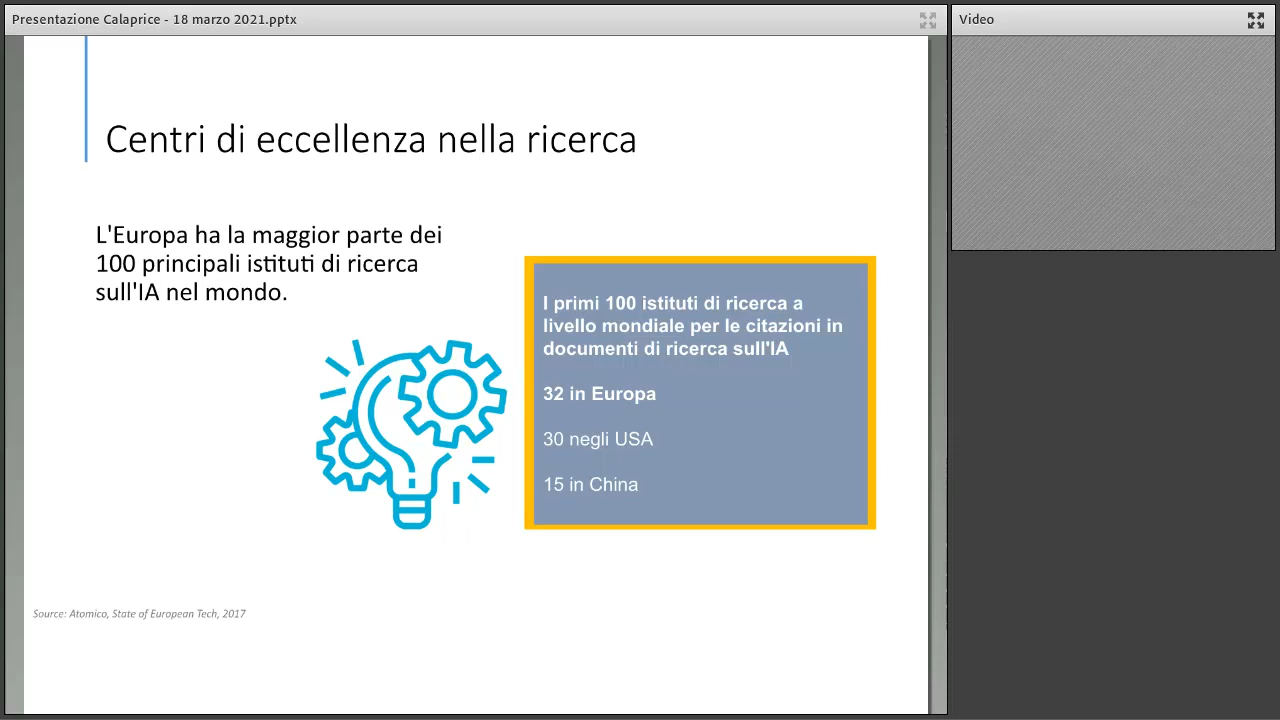 Presentazione Calaprice - 18 marzo 2021.pptx
Video
Centri di eccellenza nella ricerca
L'Europa ha la maggior parte dei
100 principali istituti di ricerca
sull'IA nel mondo.
I primi 100 istituti di ricerca a
livello mondiale per le citazioni in
documenti di ricerca sull'IA
32 in Europa
30 negli USA
15 in China
Source: Atomico, State of European Tech, 2017